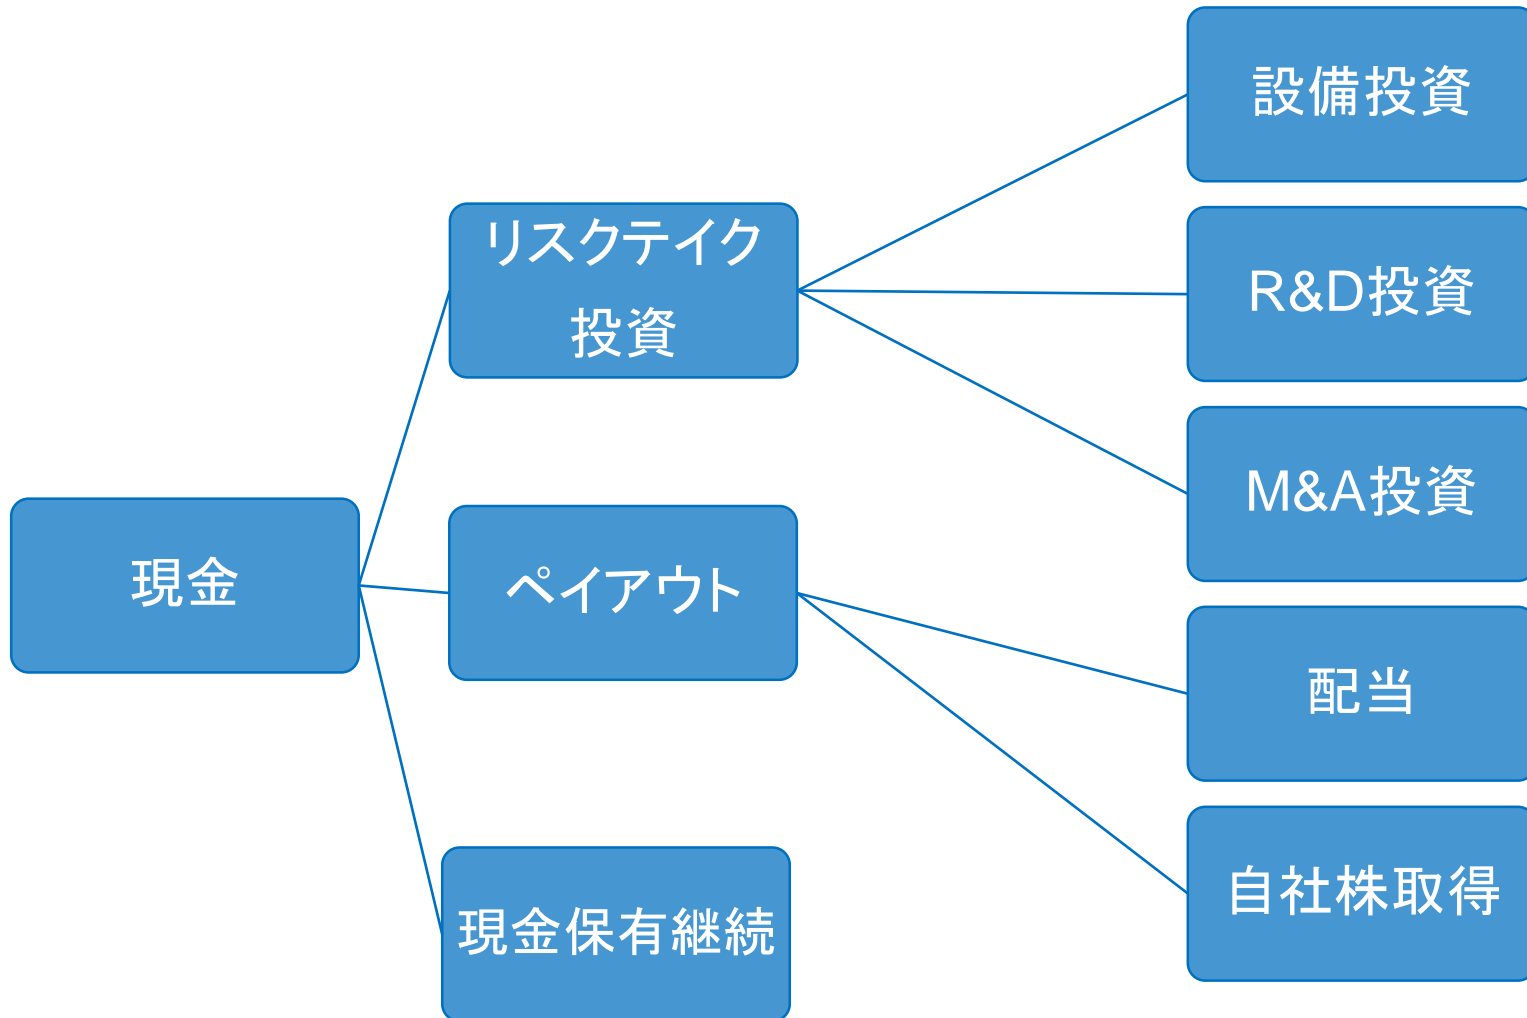 現金
リスクテイク
投資
ペイアウト
現金保有継続
設備投資
R&D投資
M&A投資
配当
自社株取得